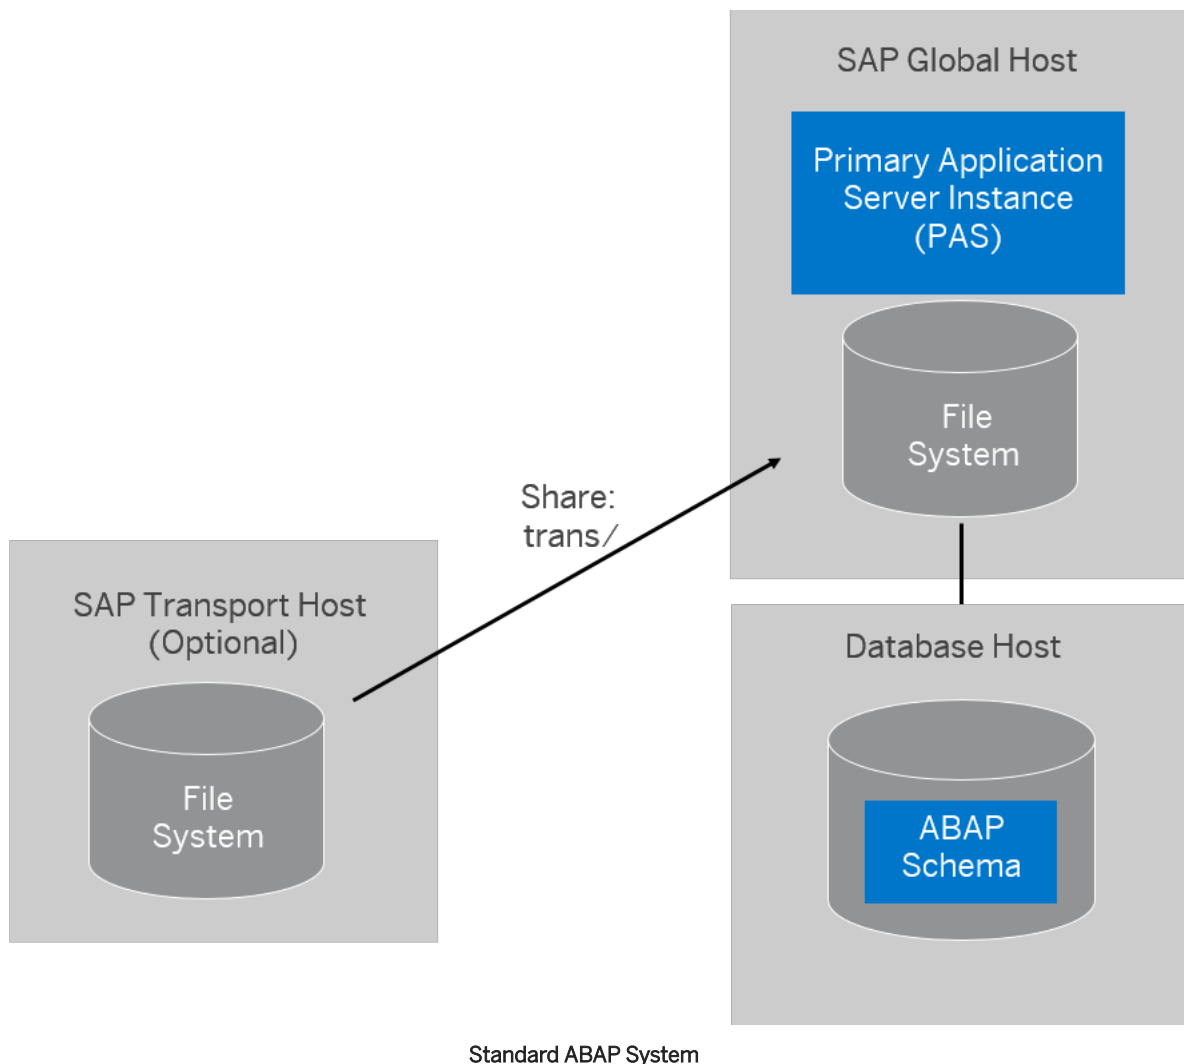 SAP Global Host
Primary Application
Server Instance
(PAS)
File
System
Share:
trans/
SAP Transport Host
(Optional)
File
System
Database Host
ABAP
Schema
Standard ABAP System